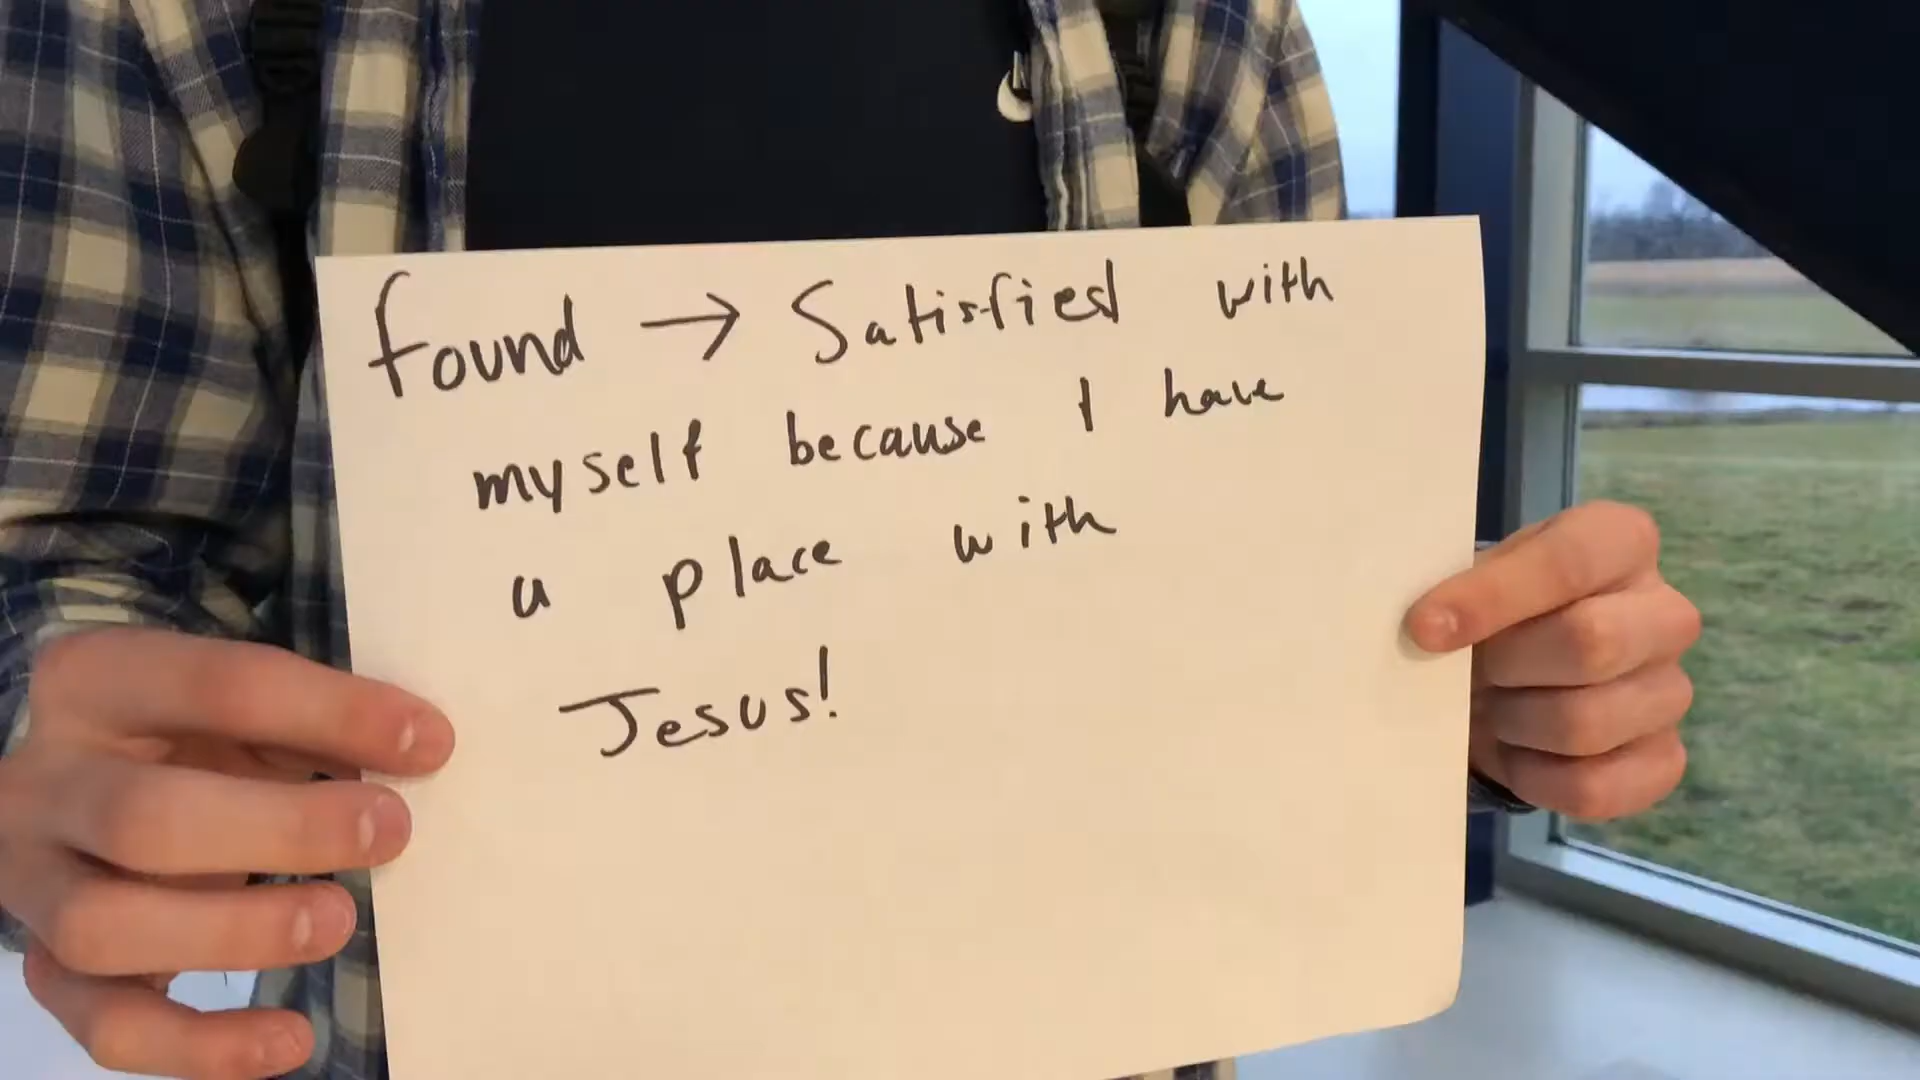 found → Satisfied with
myself because I have
a place with
Jesus!